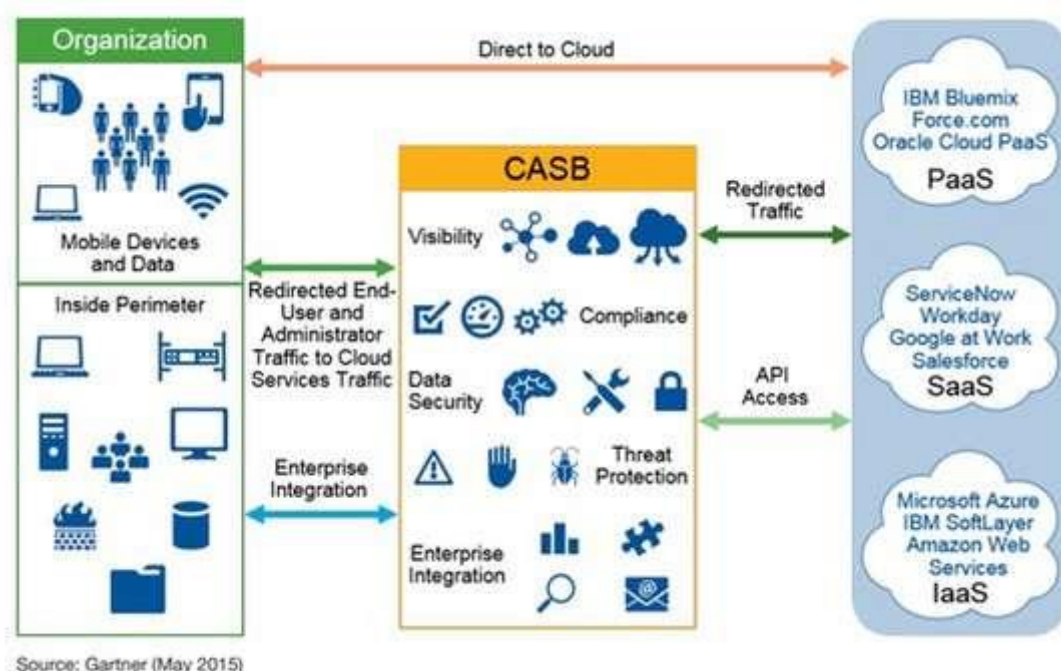 Organization
Mobile Devices
and Data
Inside Perimeter
Direct to Cloud
Redirected End-
User and
Administrator
Traffic to Cloud
Services Traffic
Enterprise
Integration
CASB
Visibility
Compliance
Data
Security
Threat
Protection
Enterprise
Integration
@
Redirected
Traffic
API
Access
IBM Bluemix
Force.com
Oracle Cloud PaaS
PaaS
ServiceNow
Workday
Google at Work
Salesforce
SaaS
Microsoft Azure
IBM SoftLayer
Amazon Web
Services
IaaS
Source: Gartner (May 2015)